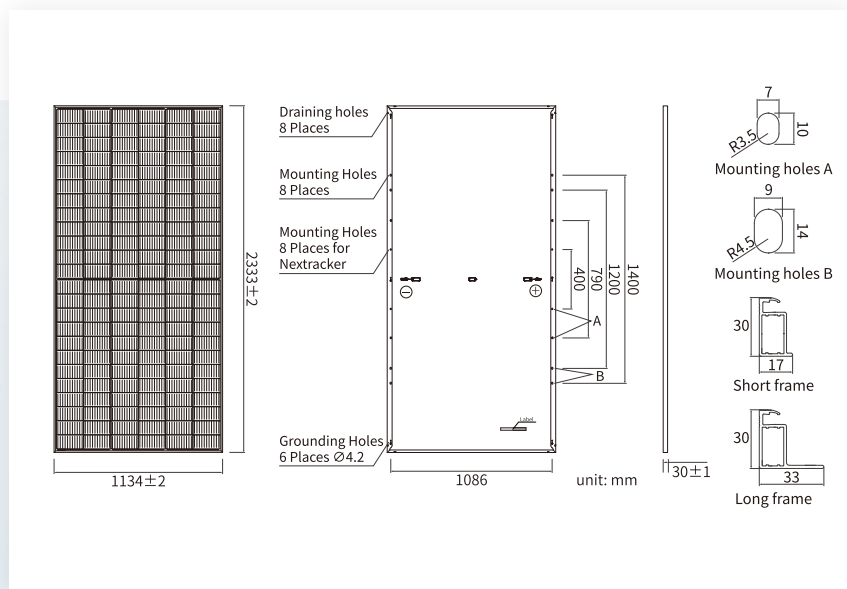 2333±2
1134±2
Draining holes
8 Places
Mounting Holes
8 Places
Mounting Holes
8 Places for
Nextracker
Grounding Holes
6 Places Ø4.2
−
+
400
790
1200
1400
A
B
Label
1086
unit: mm
30±1
7
10
R3.5
Mounting holes A
9
14
R4.5
Mounting holes B
30
17
Short frame
30
33
Long frame